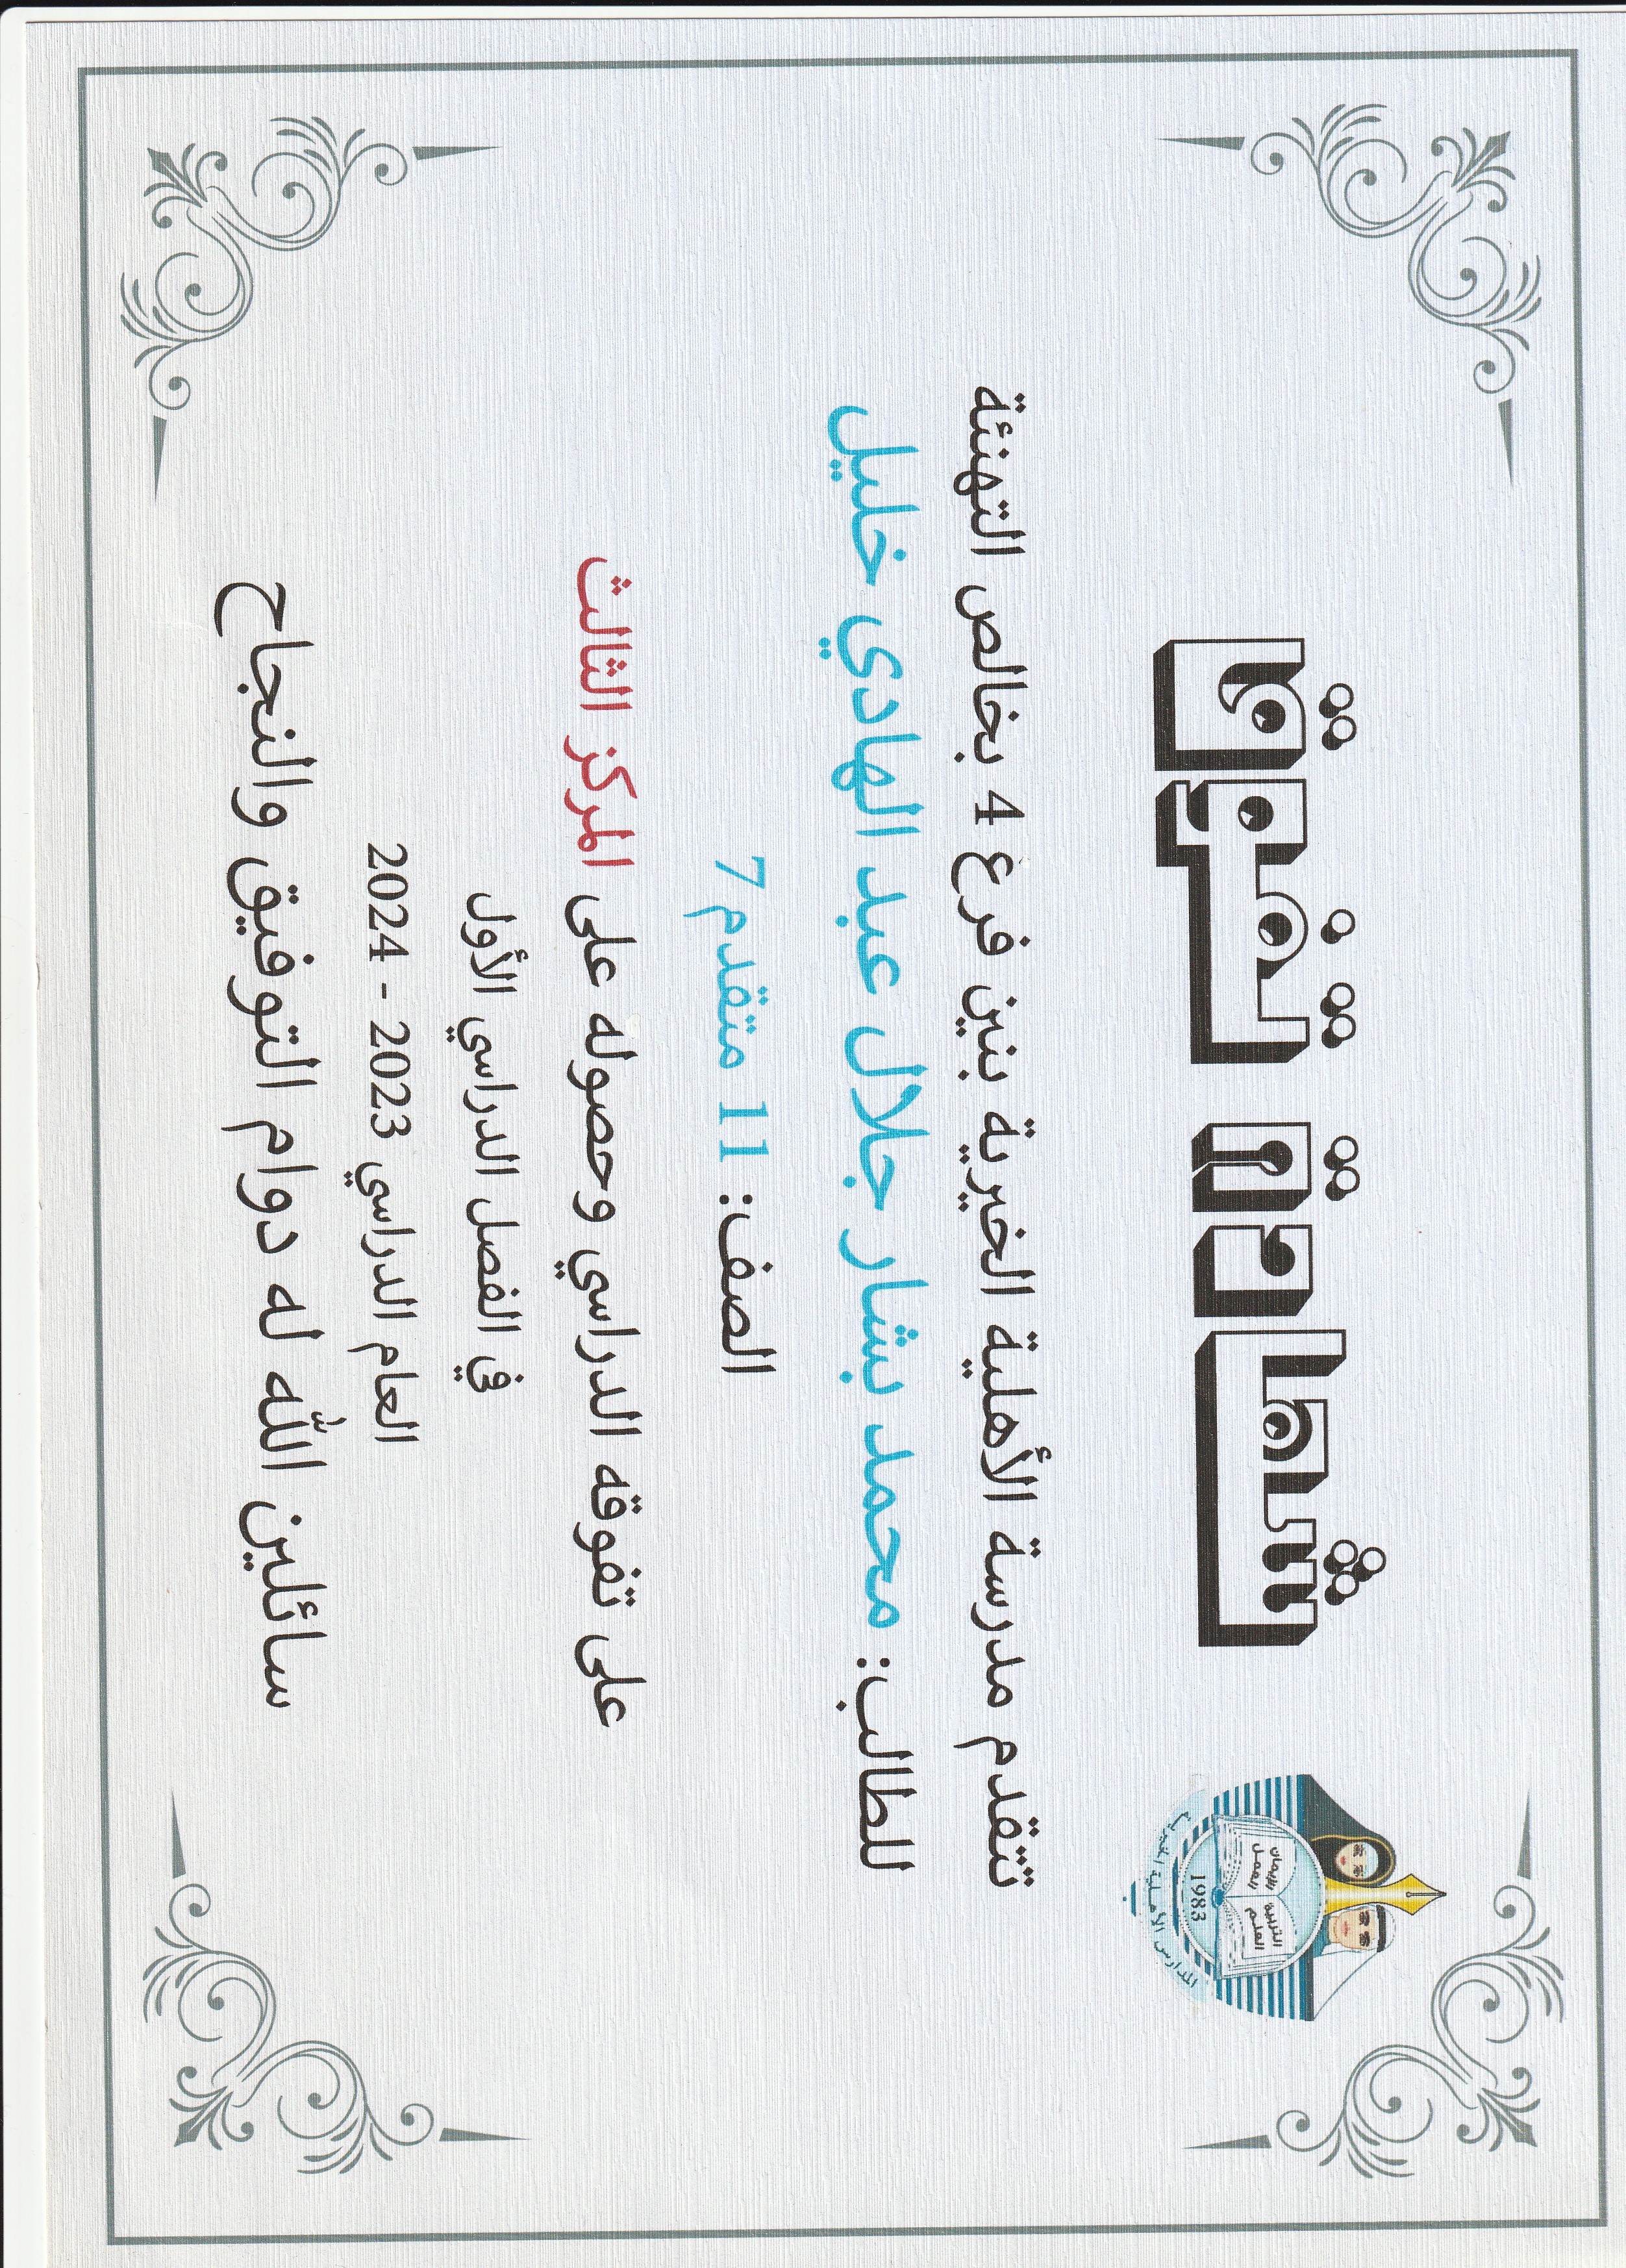 شهادة تفوق
التربية الإيمان
العلم العمل
1983
المدارس الأهلية الخيرية
تتقدم مدرسة الأهلية الخيرية بنين فرغ 4 بخالص التهنئة
للطالب: محمد بشار جلال عبد الهادي خليل
الصف: 11 متقدم 7
على تفوقه الدراسي وحصوله على المركز الثالث
في الفصل الدراسي الأول
العام الدراسي 2023 - 2024
سائلين الله له دوام التوفيق والنجاح